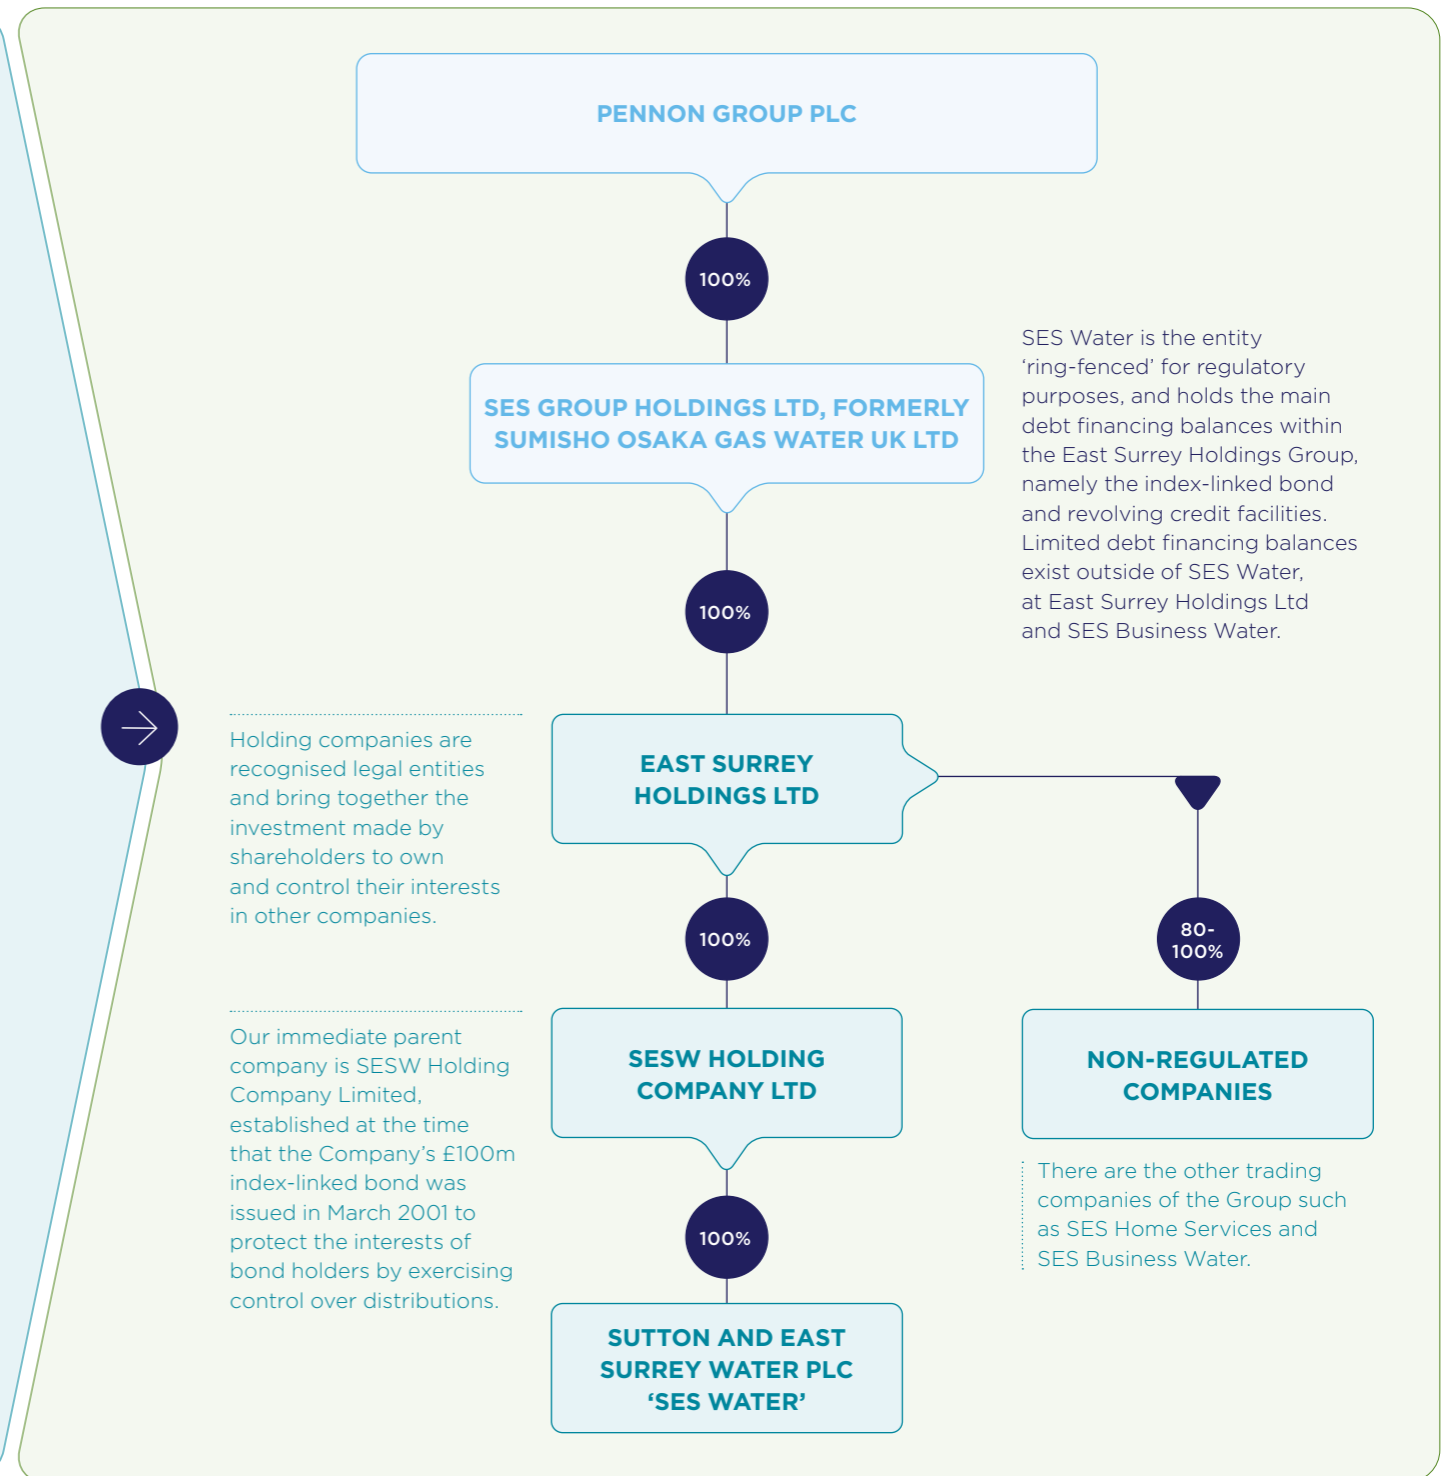 PENNON GROUP PLC
100%
SES GROUP HOLDINGS LTD, FORMERLY
SUMISHO OSAKA GAS WATER UK LTD
SES Water is the entity
‘ring-fenced’ for regulatory
purposes, and holds the main
debt financing balances within
the East Surrey Holdings Group,
namely the index-linked bond
and revolving credit facilities.
Limited debt financing balances
exist outside of SES Water,
at East Surrey Holdings Ltd
and SES Business Water.
100%
Holding companies are
recognised legal entities
and bring together the
investment made by
shareholders to own
and control their interests
in other companies.
EAST SURREY
HOLDINGS LTD
100%
80-
100%
Our immediate parent
company is SESW Holding
Company Limited,
established at the time
that the Company’s £100m
index-linked bond was
issued in March 2001 to
protect the interests of
bond holders by exercising
control over distributions.
SESW HOLDING
COMPANY LTD
NON-REGULATED
COMPANIES
There are the other trading
companies of the Group such
as SES Home Services and
SES Business Water.
100%
SUTTON AND EAST
SURREY WATER PLC
‘SES WATER’